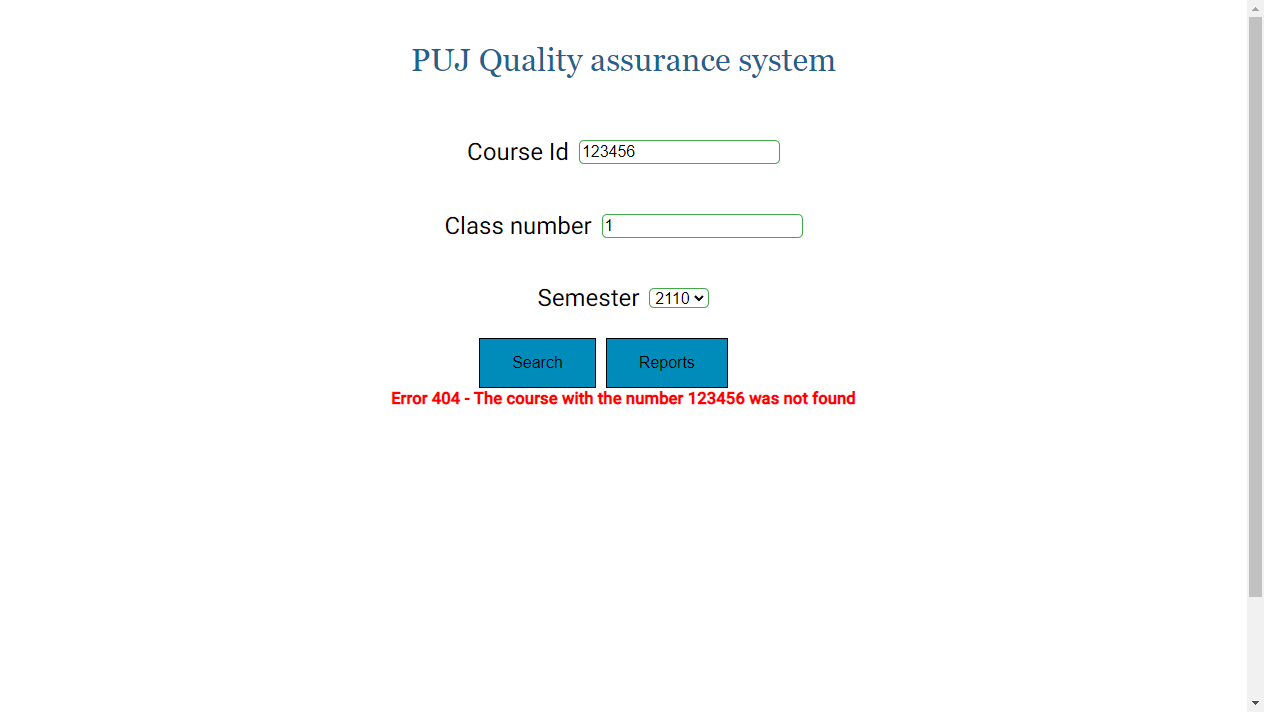 PUJ Quality assurance system
Course Id 123456
Class number 1
Semester 2110
Search Reports
Error 404 - The course with the number 123456 was not found